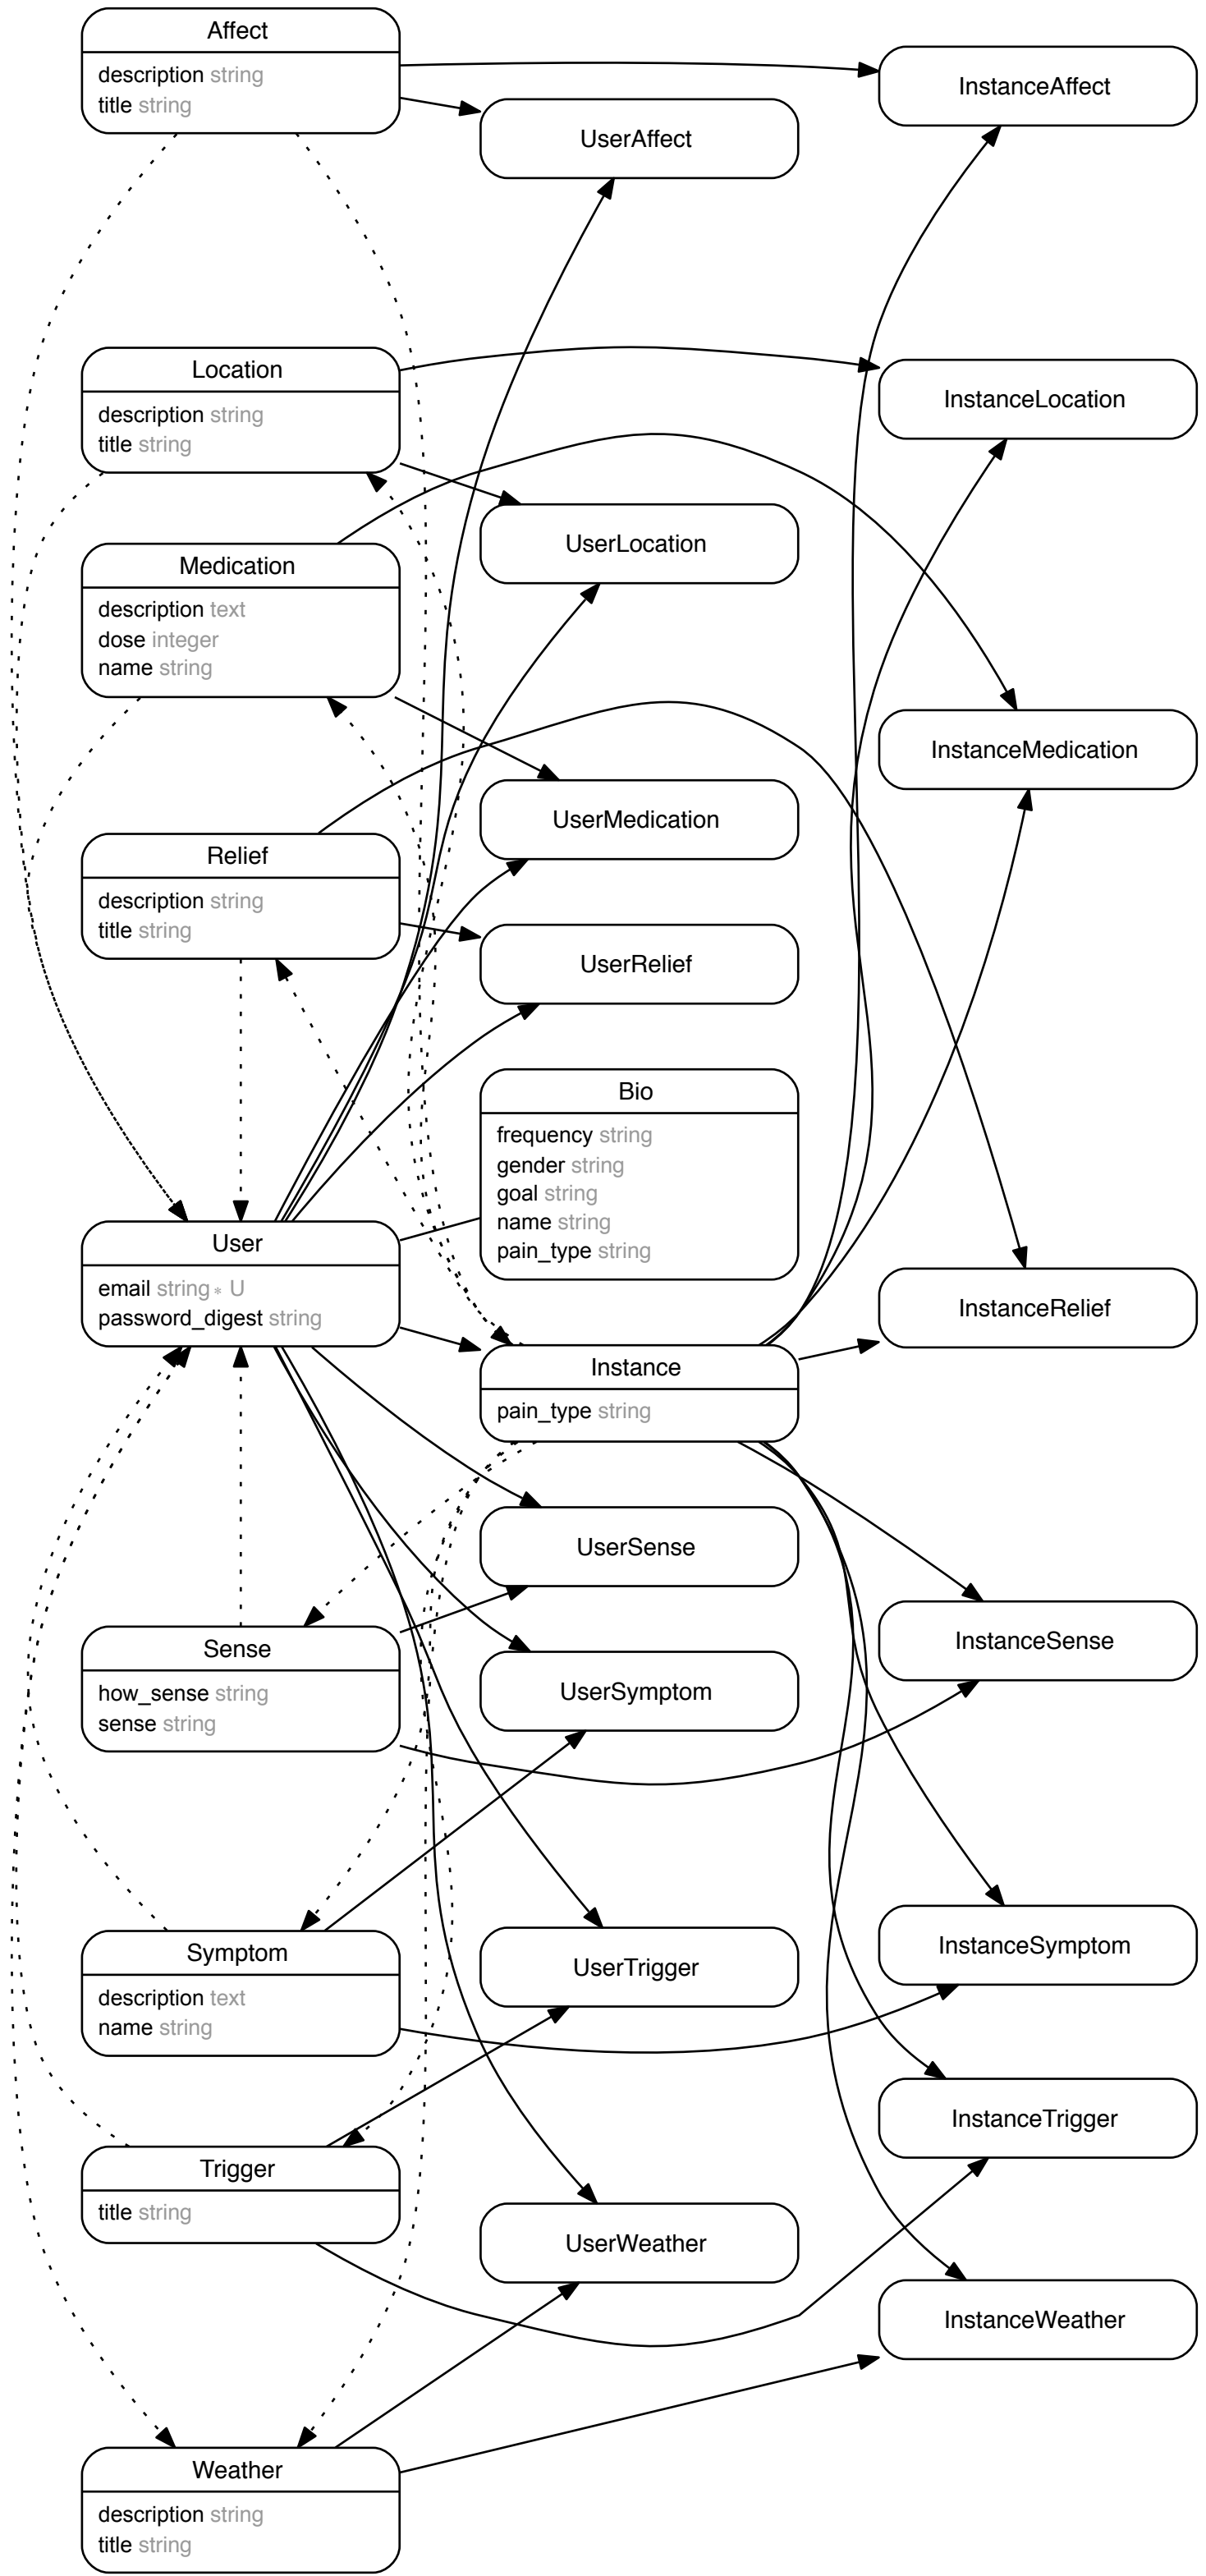 Affect
description string
title string
InstanceAffect
UserAffect
Location
description string
title string
InstanceLocation
UserLocation
Medication
description text
dose integer
name string
InstanceMedication
UserMedication
Relief
description string
title string
UserRelief
Bio
frequency string
gender string
goal string
name string
pain_type string
User
email string * U
password_digest string
InstanceRelief
Instance
pain_type string
UserSense
Sense
how_sense string
sense string
InstanceSense
UserSymptom
Symptom
description text
name string
UserTrigger
InstanceSymptom
InstanceTrigger
Trigger
title string
UserWeather
InstanceWeather
Weather
description string
title string